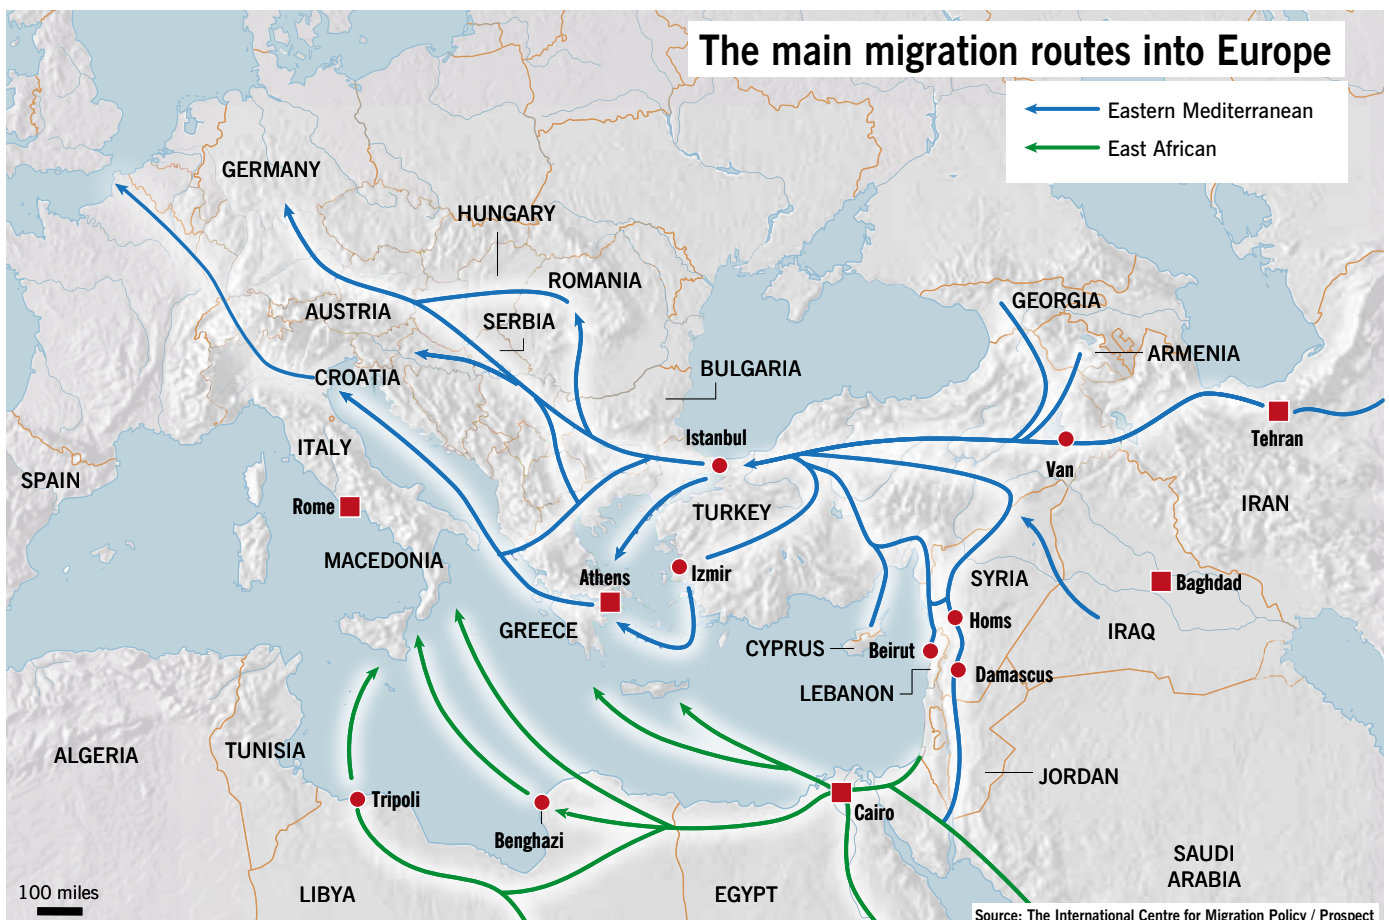 The main migration routes into Europe
Eastern Mediterranean
East African
GERMANY
HUNGARY
ROMANIA
AUSTRIA
SERBIA
GEORGIA
ARMENIA
BULGARIA
CROATIA
Istanbul
Tehran
ITALY
Van
SPAIN
Rome
TURKEY
IRAN
MACEDONIA
Athens
Izmir
SYRIA
Baghdad
GREECE
Homs
IRAQ
CYPRUS
Beirut
Damascus
LEBANON
ALGERIA
TUNISIA
JORDAN
Tripoli
Cairo
Benghazi
SAUDI
ARABIA
100 miles
LIBYA
EGYPT
Source: The International Centre for Migration Policy / Prospect